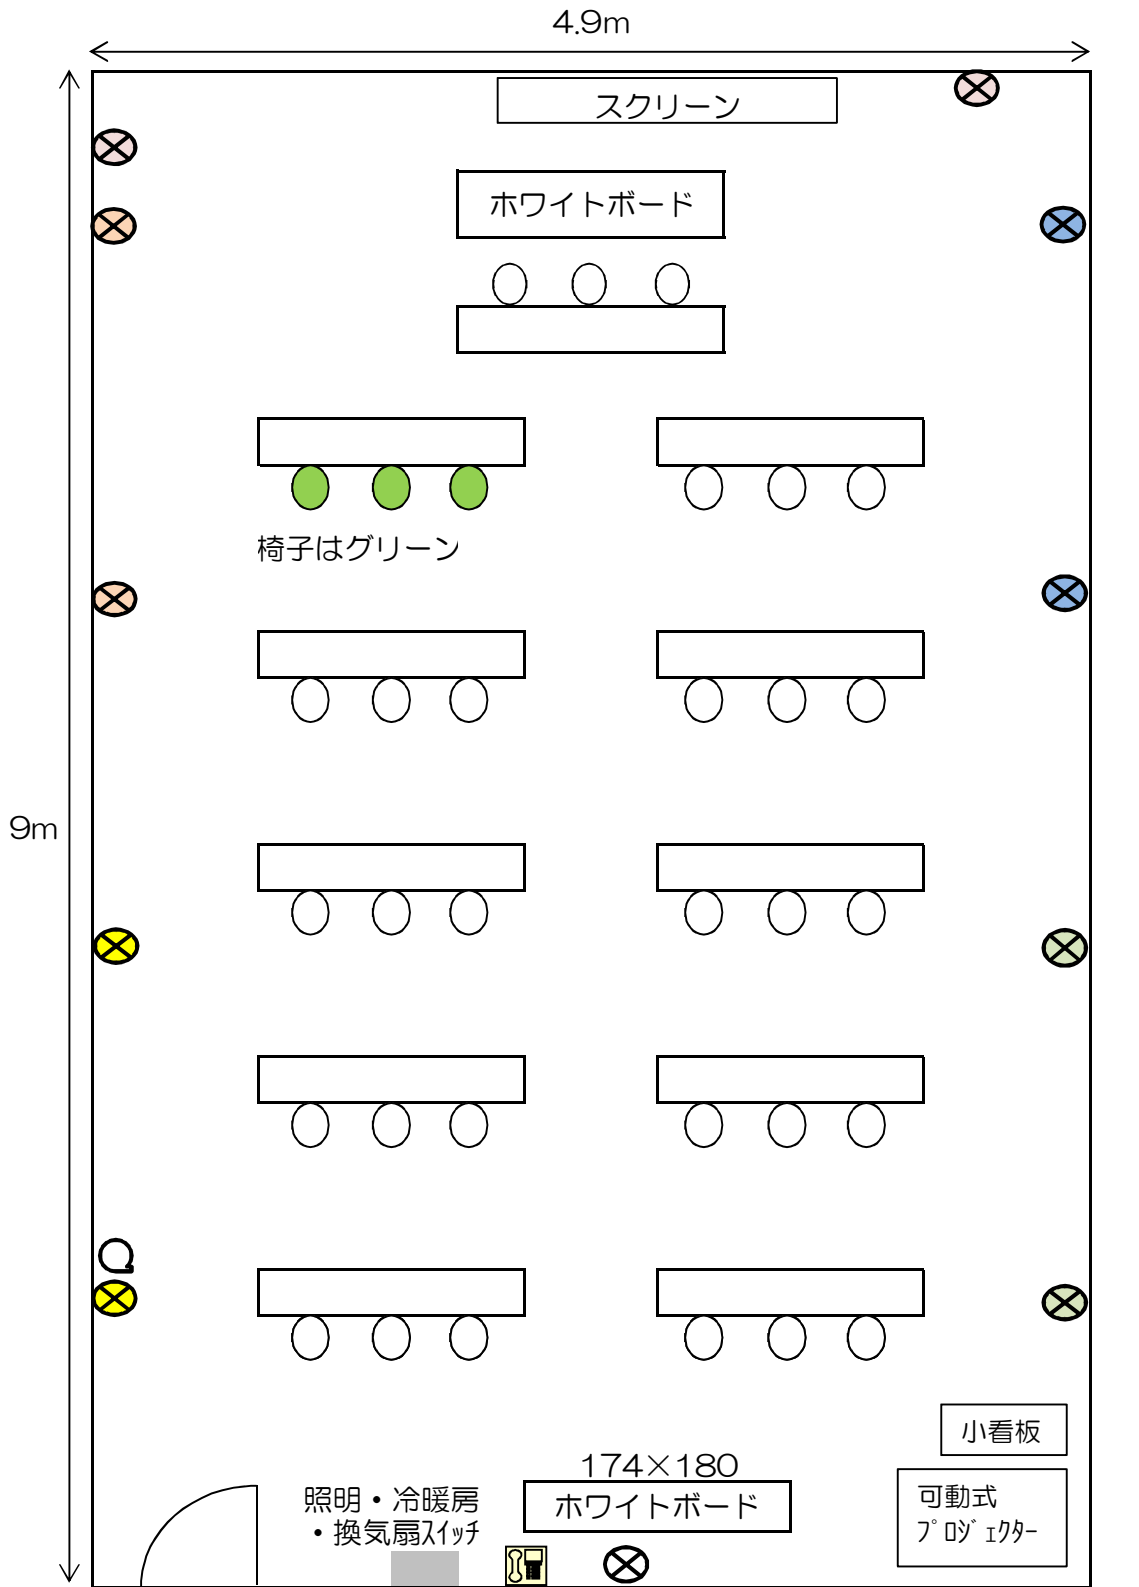 4.9m
スクリーン
ホワイトボード
椅子はグリーン
9m
小看板
174×180
ホワイトボード
照明・冷暖房
・換気扇ｽｲｯﾁ
可動式
ﾌﾟﾛｼﾞｪｸﾀｰ